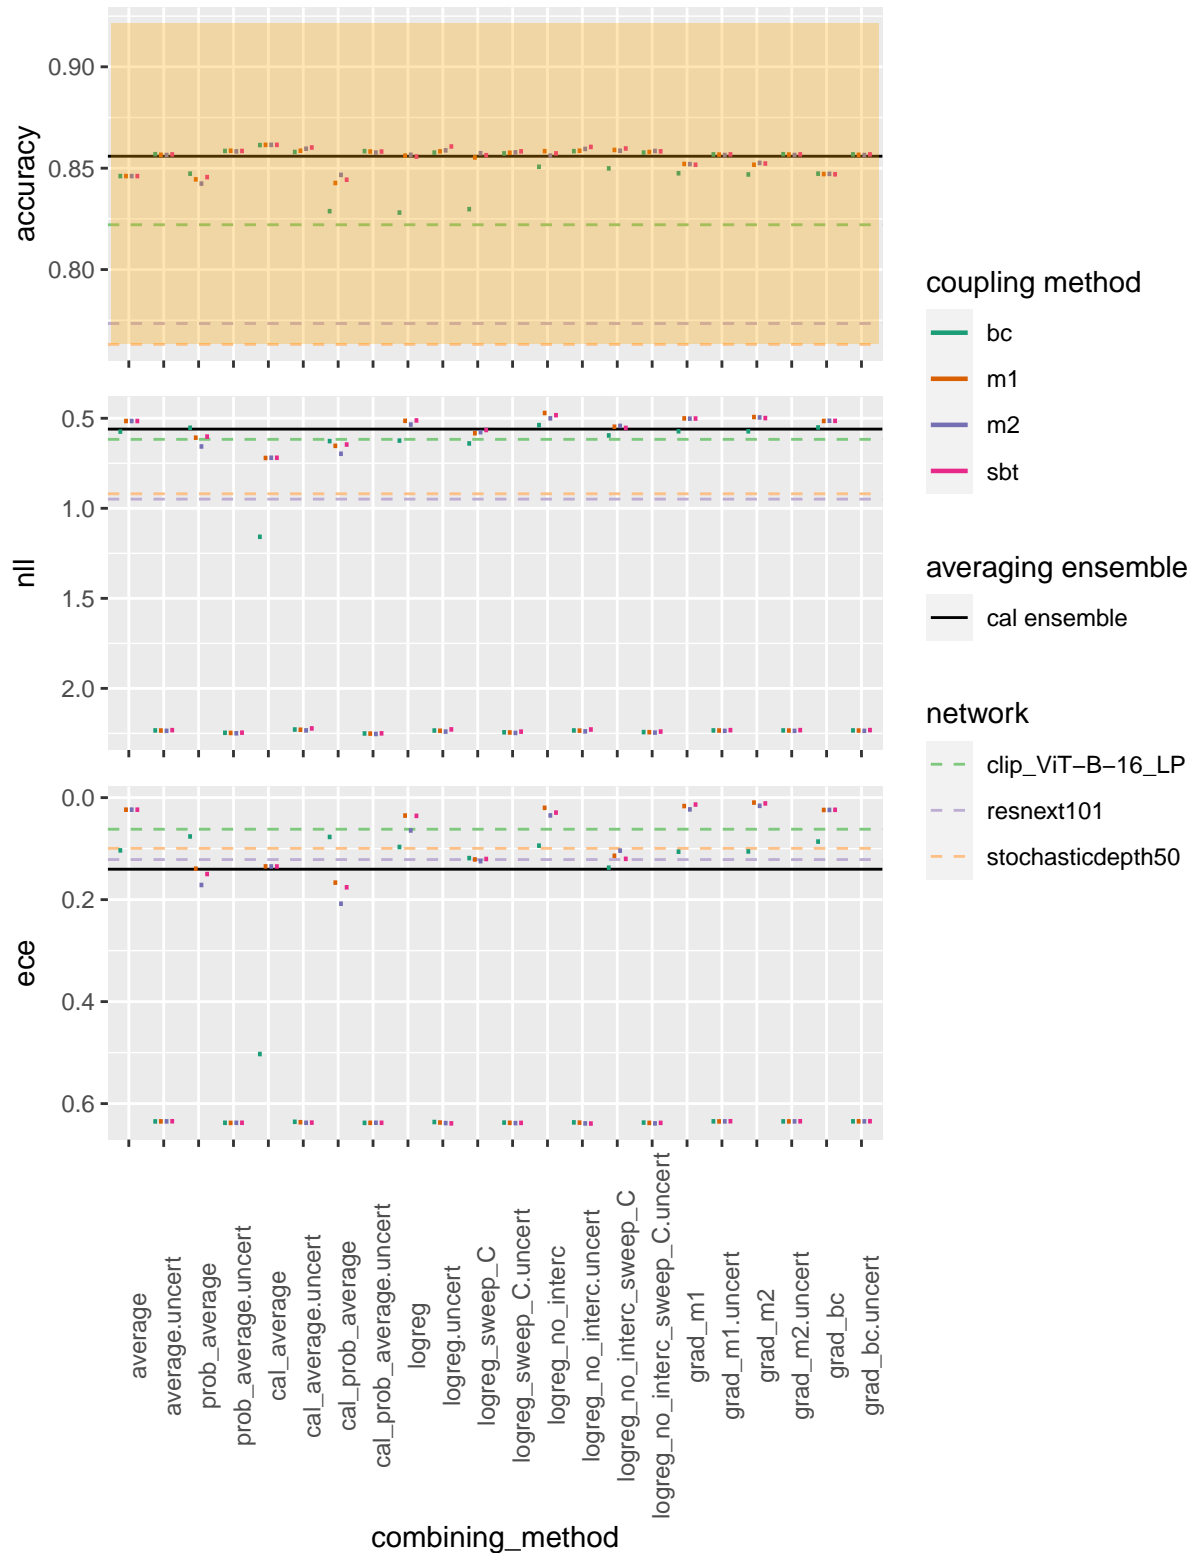 accuracy
0.90
0.85
0.80
nll
0.5
1.0
1.5
2.0
ece
0.0
0.2
0.4
0.6
average
average.uncert
prob_average
prob_average.uncert
cal_average
cal_average.uncert
cal_prob_average
cal_prob_average.uncert
logreg
logreg.uncert
logreg_sweep_C
logreg_sweep_C.uncert
logreg_no_interc
logreg_no_interc.uncert
logreg_no_interc_sweep_C
logreg_no_interc_sweep_C.uncert
grad_m1
grad_m1.uncert
grad_m2
grad_m2.uncert
grad_bc
grad_bc.uncert
combining_method
coupling method
bc
m1
m2
sbt
averaging ensemble
cal ensemble
network
clip_ViT−B−16_LP
resnext101
stochasticdepth50